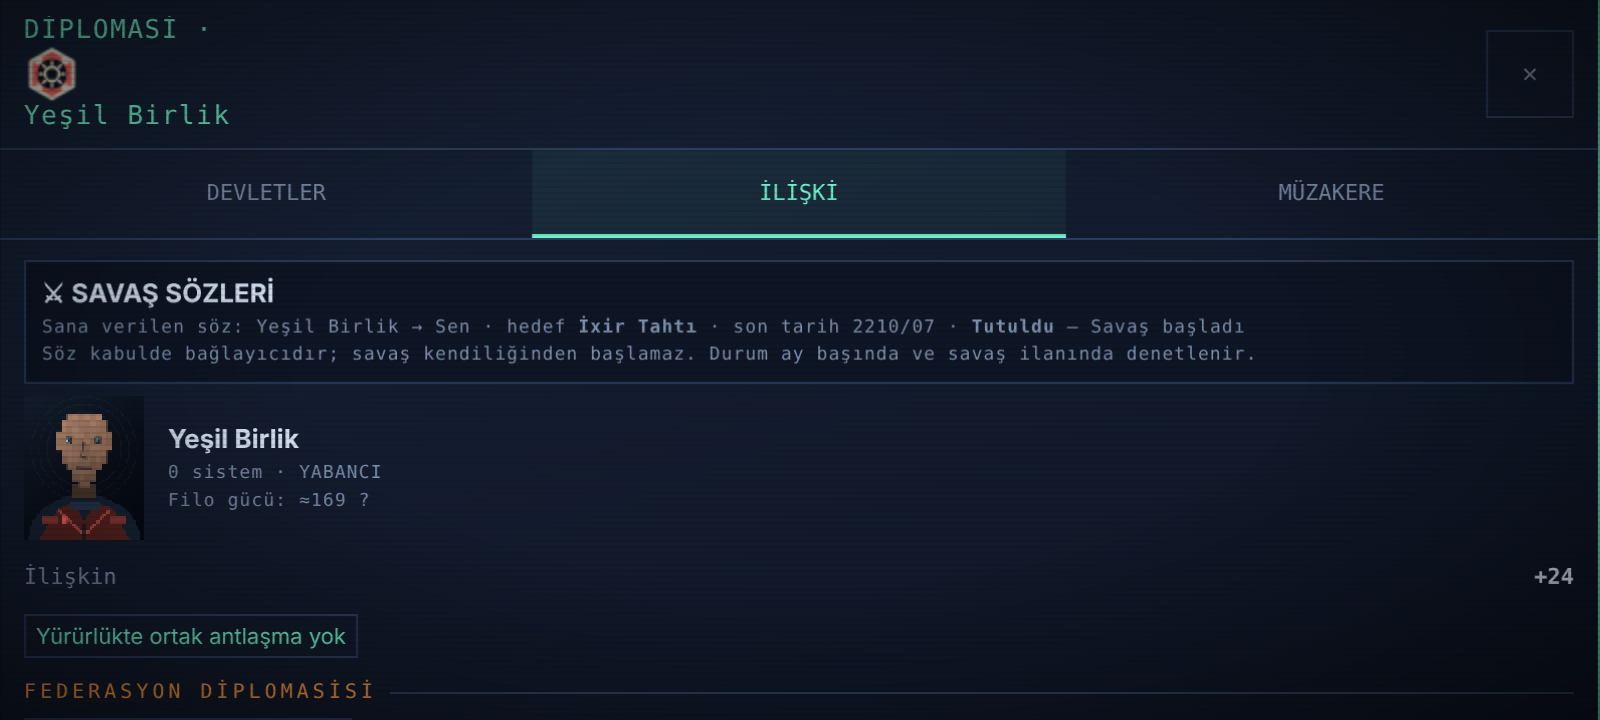 DİPLOMASİ ·
Yeşil Birlik
×
DEVLETLER
İLİŞKİ
MÜZAKERE
⚔ SAVAŞ SÖZLERİ
Sana verilen söz: Yeşil Birlik → Sen · hedef İxir Tahtı · son tarih 2210/07 · Tutuldu — Savaş başladı
Söz kabulde bağlayıcıdır; savaş kendiliğinden başlamaz. Durum ay başında ve savaş ilanında denetlenir.
Yeşil Birlik
0 sistem · YABANCI
Filo gücü: ≈169 ?
İlişkin +24
Yürürlükte ortak antlaşma yok
FEDERASYON DİPLOMASİSİ